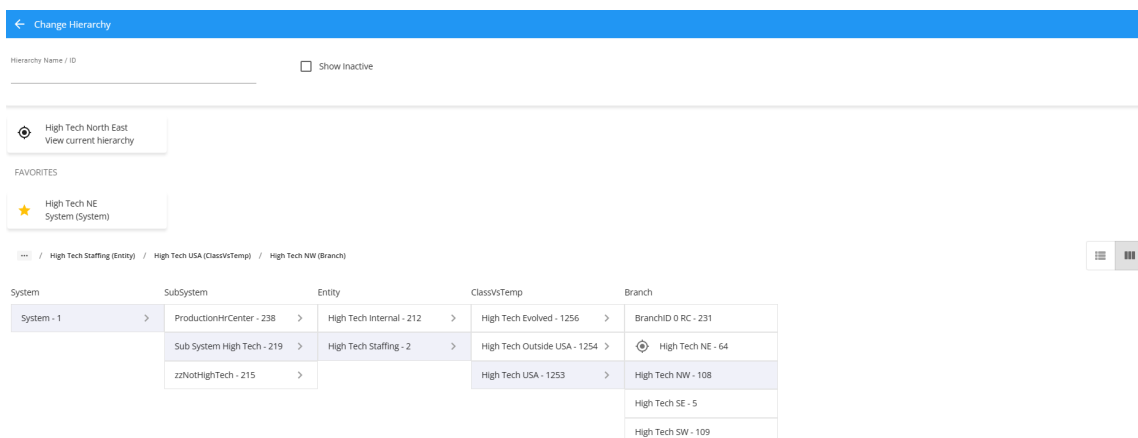 Change Hierarchy
Hierarchy Name / ID
Show Inactive
High Tech North East
View current hierarchy
FAVORITES
High Tech NE
System (System)
... / High Tech Staffing (Entity) / High Tech USA (ClassVsTemp) / High Tech NW (Branch)
System SubSystem Entity ClassVsTemp Branch
System - 1 ProductionHrCenter - 238 High Tech Internal - 212 High Tech Evolved - 1256 BranchID 0 RC - 231
Sub System High Tech - 219 High Tech Staffing - 2 High Tech Outside USA - 1254 High Tech NE - 64
zzNotHighTech - 215 High Tech USA - 1253 High Tech NW - 108
High Tech SE - 5
High Tech SW - 109